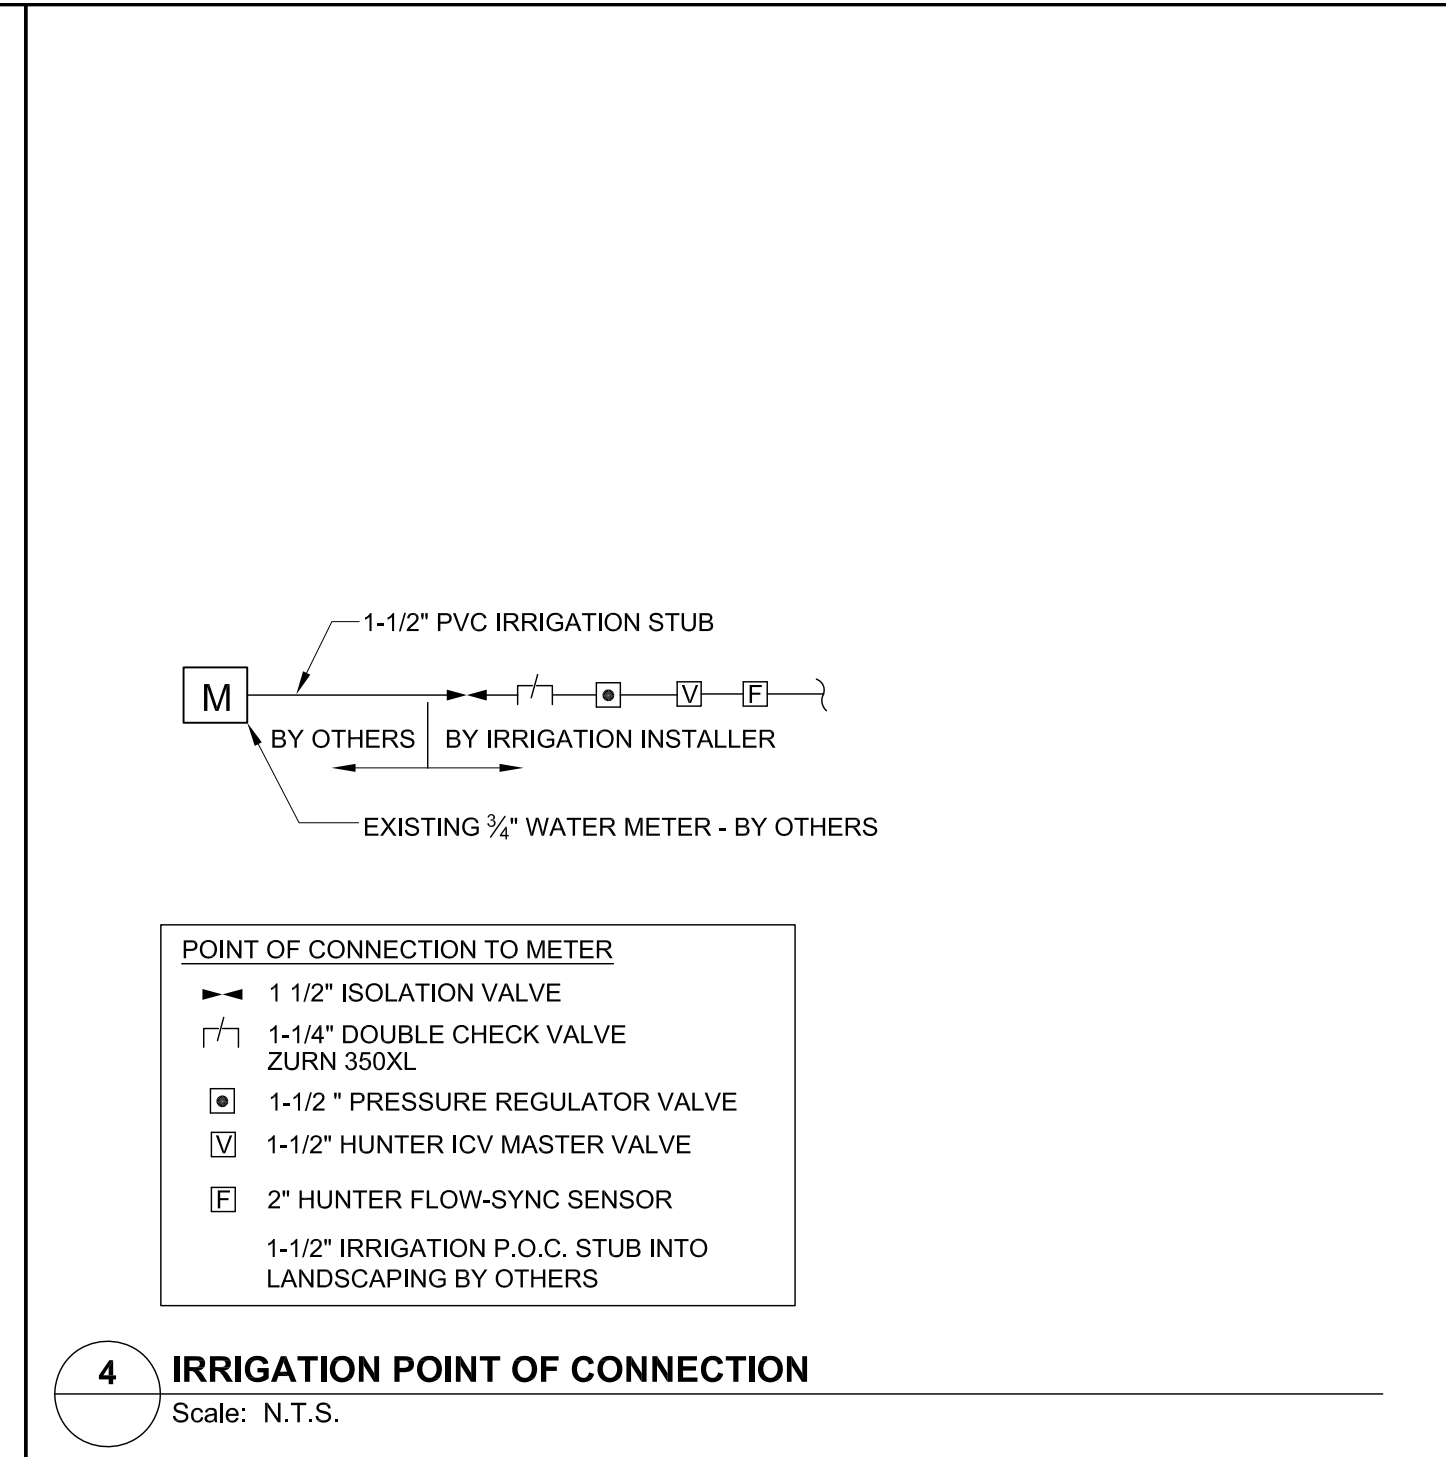 1-1/2" PVC IRRIGATION STUB
M
V
F
BY OTHERS
BY IRRIGATION INSTALLER
EXISTING ¾" WATER METER - BY OTHERS
POINT OF CONNECTION TO METER
1 1/2" ISOLATION VALVE
1-1/4" DOUBLE CHECK VALVE
ZURN 350XL
1-1/2 " PRESSURE REGULATOR VALVE
V 1-1/2" HUNTER ICV MASTER VALVE
F 2" HUNTER FLOW-SYNC SENSOR
1-1/2" IRRIGATION P.O.C. STUB INTO
LANDSCAPING BY OTHERS
4 IRRIGATION POINT OF CONNECTION
Scale: N.T.S.